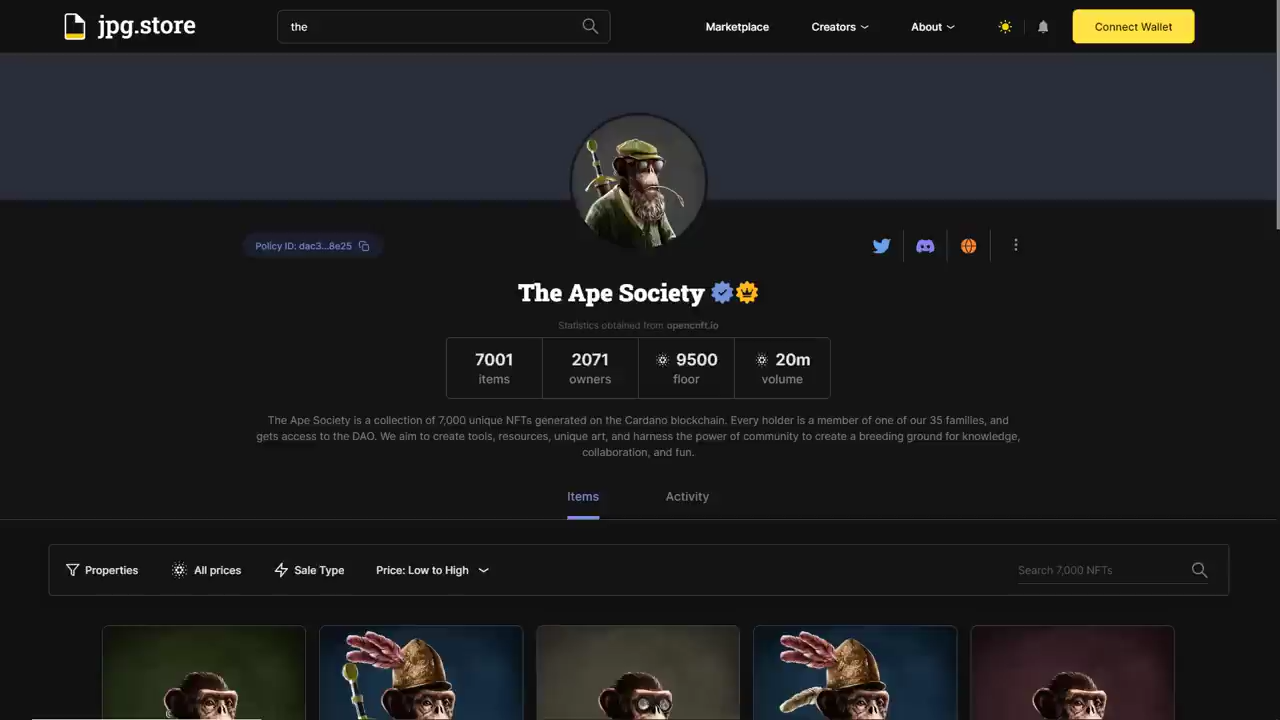 jpg.store
the
Marketplace
Creators
About
Connect Wallet
Policy ID: dac3...8e25
The Ape Society
Statistics obtained from opencnft.io
7001
items
2071
owners
9500
floor
20m
volume
The Ape Society is a collection of 7,000 unique NFTs generated on the Cardano blockchain. Every holder is a member of one of our 35 families, and
gets access to the DAO. We aim to create tools, resources, unique art, and harness the power of community to create a breeding ground for knowledge,
collaboration, and fun.
Items
Activity
Properties
All prices
Sale Type
Price: Low to High
Search 7,000 NFTs